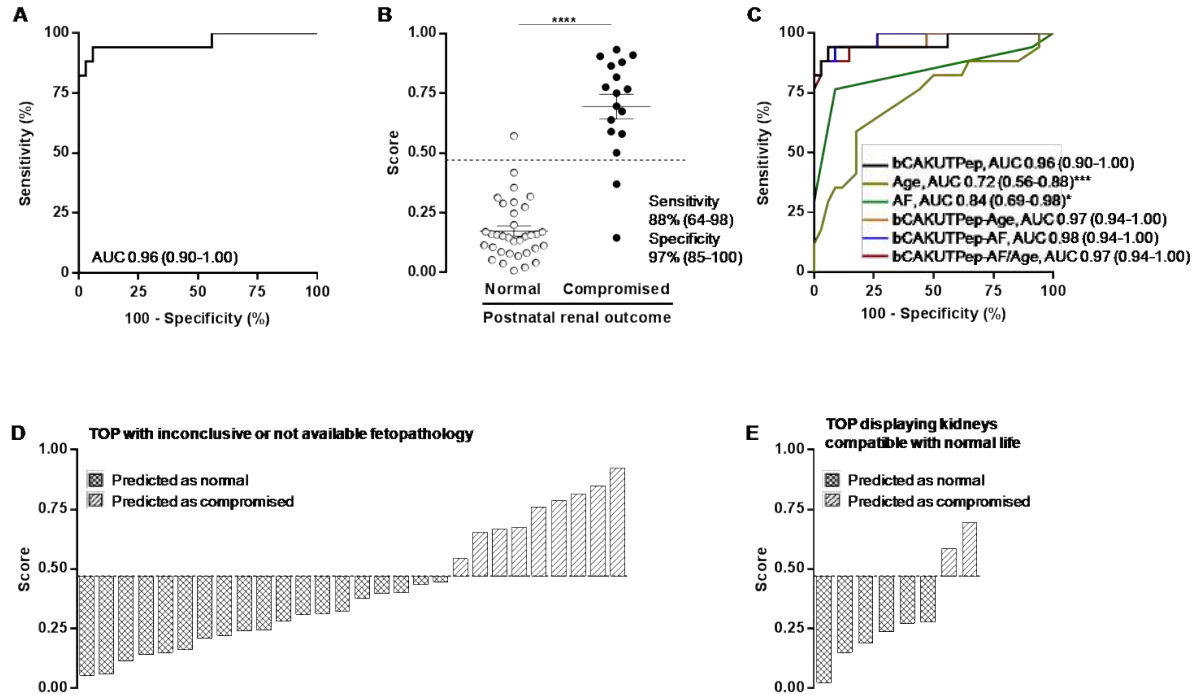 A
1.00
75
50
25
0
Sensitivity (%)
AUC 0.96 (0.90-1.00)
0 25 50 75 100
100 - Specificity (%)
B
****
1.00
0.75
0.50
0.25
0.00
Score
Sensitivity
88% (64-98)
Specificity
97% (85-100)
Normal Compromised
Postnatal renal outcome
C
100
75
50
25
0
Sensitivity (%)
bCAKUTPep, AUC 0.96 (0.90-1.00)
Age, AUC 0.72 (0.56-0.88)***
AF, AUC 0.84 (0.69-0.98)*
bCAKUTPep-Age, AUC 0.97 (0.94-1.00)
bCAKUTPep-AF, AUC 0.98 (0.94-1.00)
bCAKUTPep-AF/Age, AUC 0.97 (0.94-1.00)
0 25 50 75 100
100 - Specificity (%)
D
TOP with inconclusive or not available fetopathology
1.00
0.75
0.50
0.25
0.00
Score
Predicted as normal
Predicted as compromised
E
TOP displaying kidneys
compatible with normal life
1.00
0.75
0.50
0.25
0.00
Score
Predicted as normal
Predicted as compromised